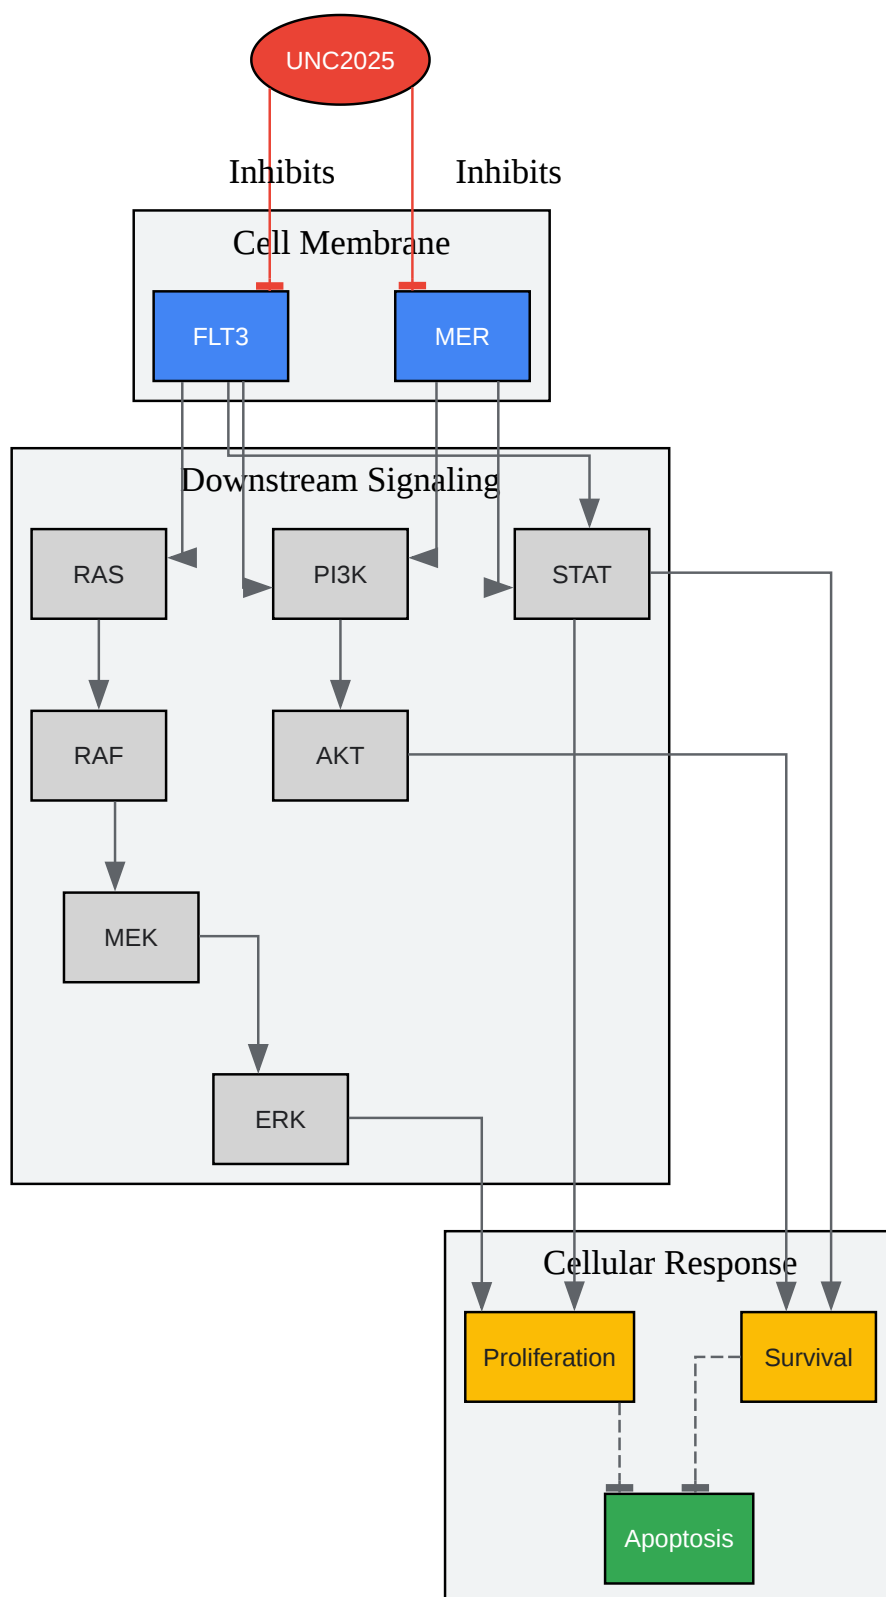 UNC2025
Inhibits
Inhibits
Cell Membrane
FLT3
MER
Downstream Signaling
RAS
PI3K
STAT
RAF
AKT
MEK
ERK
Cellular Response
Proliferation
Survival
Apoptosis